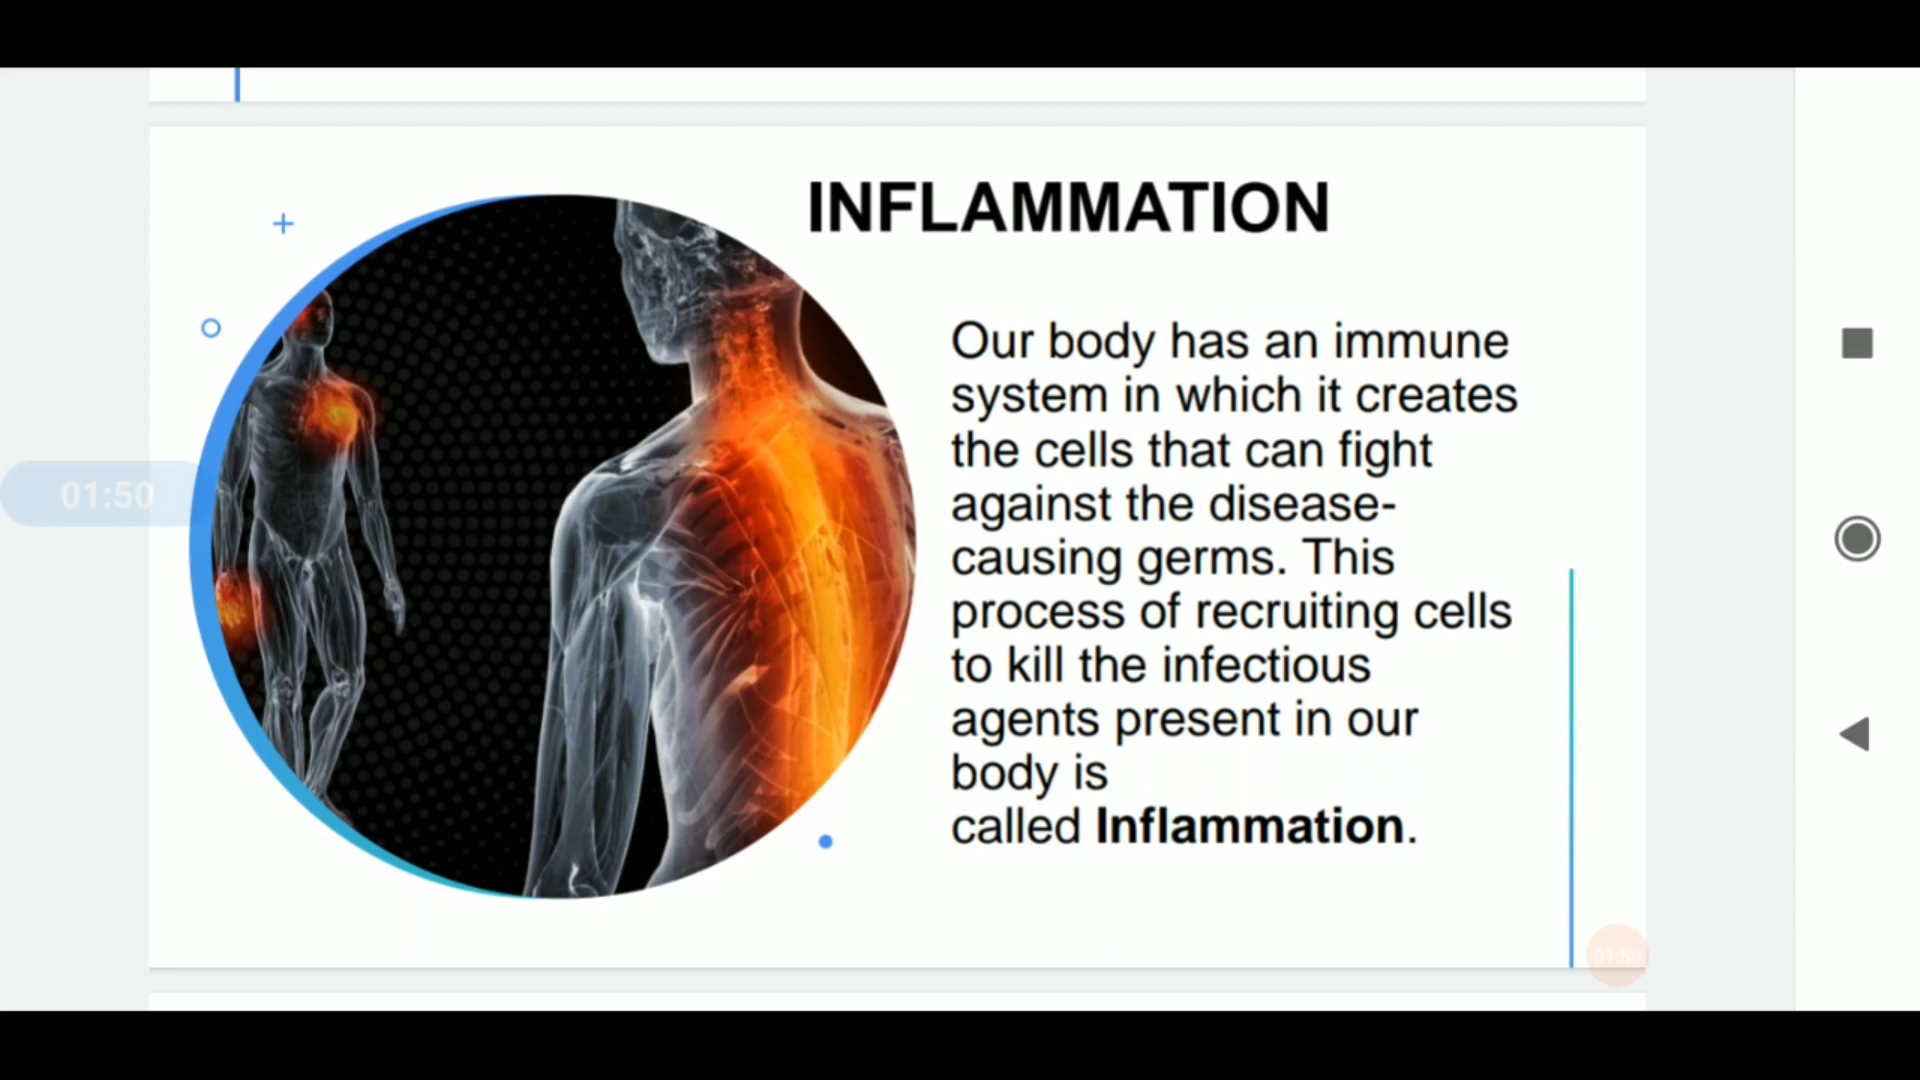 INFLAMMATION
Our body has an immune
system in which it creates
the cells that can fight
against the disease-
causing germs. This
process of recruiting cells
to kill the infectious
agents present in our
body is
called Inflammation.
01:50
01:50